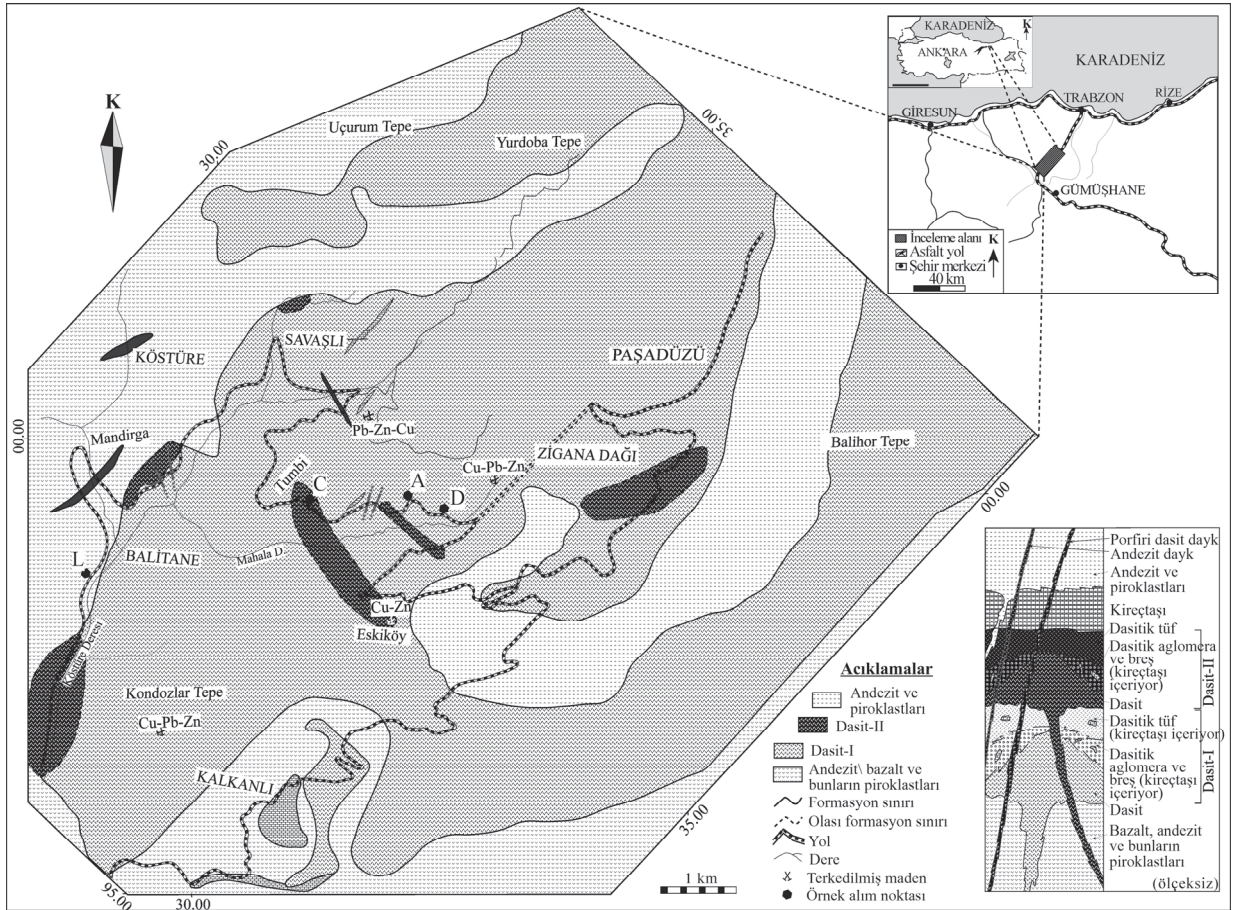 K
30.00
Uçurum Tepe
Yurdoba Tepe
35.00
SAVAŞLI
KÖSTÜRE
PAŞADÜZÜ
00.00
Mandirga
Pb-Zn-Cu
Balihor Tepe
ZİGANA DAĞI
Cu-Pb-Zn
Tumbi
C
A
D
00.00
BALİTANE
Mahala D.
L
Cu-Zn
Eskiköy
Köstüre Deresi
Kondozlar Tepe
Cu-Pb-Zn
KALKANLI
35.00
95.00
30.00
1 km
Açıklamalar
Andezit ve
piroklastları
Dasit-II
Dasit-I
Andezit\ bazalt ve
bunların piroklastları
Formasyon sınırı
Olası formasyon sınırı
Yol
Dere
Terkedilmiş maden
Örnek alım noktası
KARADENİZ
K
ANKARA
KARADENİZ
GİRESUN
TRABZON
RİZE
GÜMÜŞHANE
İnceleme alanı
Asfalt yol
Şehir merkezi
K
40 km
Porfiri dasit dayk
Andezit dayk
Andezit ve
piroklastları
Kireçtaşı
Dasitik tüf
Dasitik aglomera
ve breş
(kireçtaşı
içeriyor)
Dasit
Dasit-II
Dasitik tüf
(kireçtaşı içeriyor)
Dasitik
aglomera ve
breş (kireçtaşı
içeriyor)
Dasit
Dasit-I
Bazalt, andezit
ve bunların
piroklastları
(ölçeksiz)